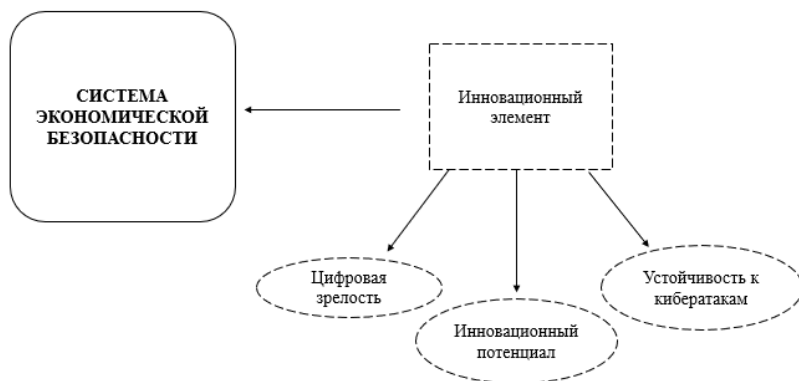 СИСТЕМА
ЭКОНОМИЧЕСКОЙ
БЕЗОПАСНОСТИ
Инновационный
элемент
Цифровая
зрелость
Инновационный
потенциал
Устойчивость к
кибератакам